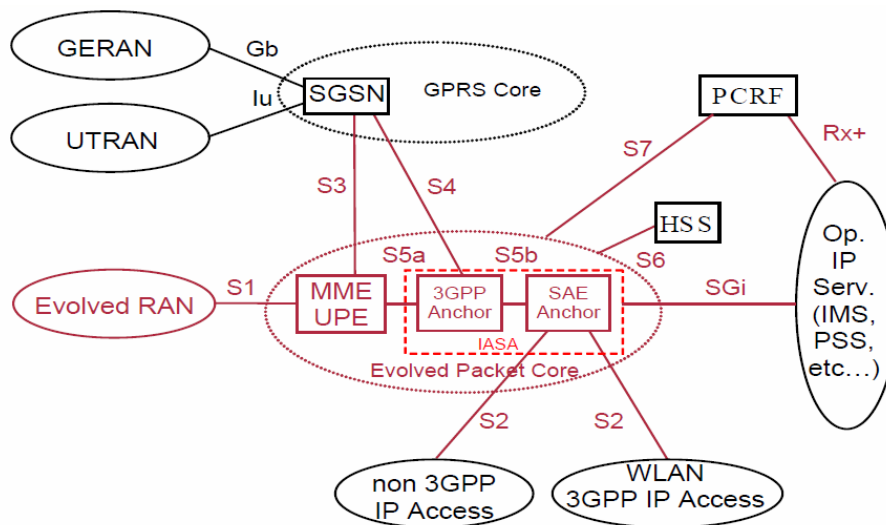 GERAN
Gb
SGSN
GPRS Core
PCRF
Iu
UTRAN
Rx+
S7
S3
S4
HSS
Op.
IP
Serv.
(IMS,
PSS,
etc...)
S5a
S5b
S6
Evolved RAN
S1
MME
UPE
3GPP
Anchor
SAE
Anchor
SGi
IASA
Evolved Packet Core
S2
S2
non 3GPP
IP Access
WLAN
3GPP IP Access